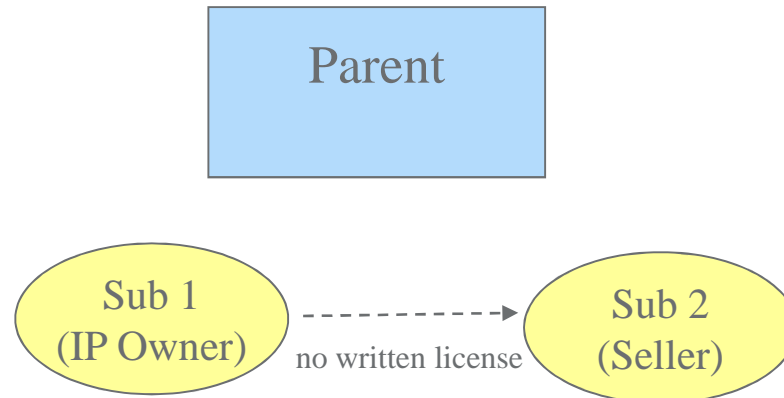 Parent
Sub 1
(IP Owner)
no written license
Sub 2
(Seller)